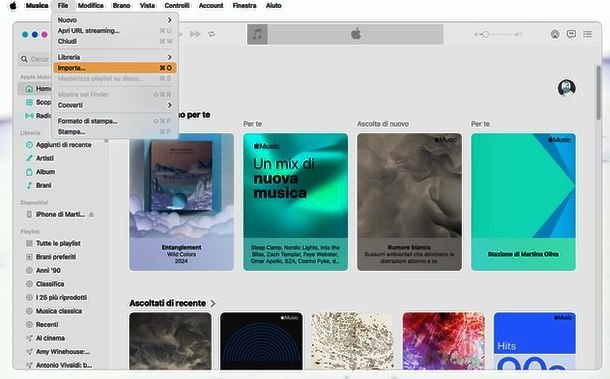 Musica File Modifica Brano Vista Controlli Account Finestra Aiuto
Nuovo
Apri URL streaming... ⌘ U
Chiudi ⌘ W
Libreria
Importa... ⌘ O
Masterizza playlist su disco...
Mostra nel Finder ⇧⌘ R
Converti
Formato di stampa... ⇧⌘ P
Stampa... ⌘ P
Cerca
Apple Music
Home
Scop
Radio
Libreria
Aggiunti di recente
Artisti
Album
Brani
Dispositivi
iPhone di Marti...
Playlist
Tutte le playlist
Brani preferiti
Anni '90
Classifica
I 25 più riprodotti
Musica classica
Recenti
Al cinema
Amy Winehouse:...
Antonio Vivaldi: b...
no per te
Per te
Ascolta di nuovo
Per te
Entanglement
Wild Colors
2024
Music
Un mix di
nuova
musica
Sleep Camp, Nordic Lights, Into the
Bliss, Zach Templar, Faye Webster,
Omar Apollo, SZA, Cosmo Pyke, d...
Music
Rumore bianco
Sussurri ambientali che eliminano le
distrazioni attorno a te.
Music
Stazione di Martina Olive
Ascoltati di recente
Music
Music
Music
Hits
90s